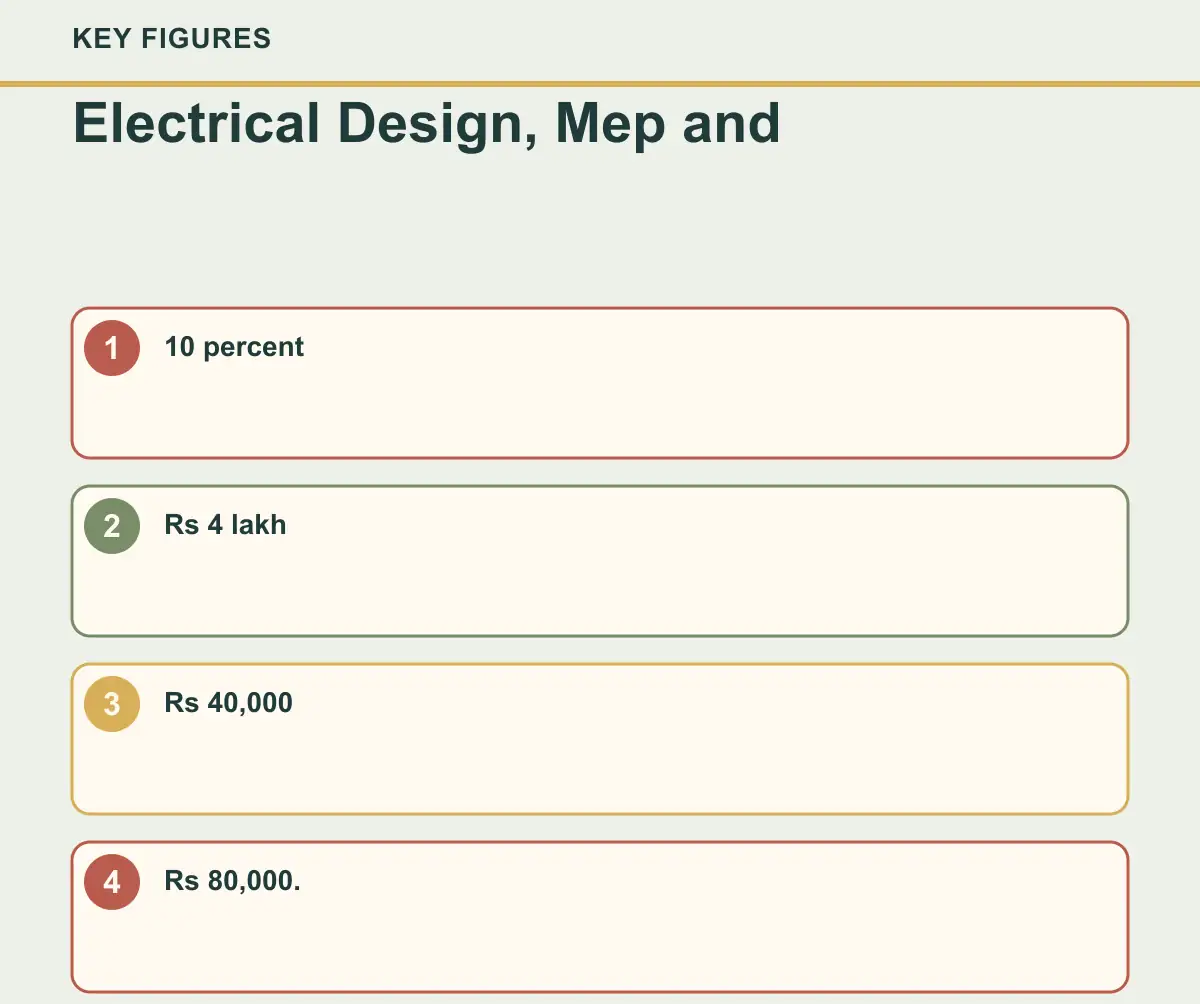 KEY FIGURES
Electrical Design, Mep and
1 10 percent
2 Rs 4 lakh
3 Rs 40,000
4 Rs 80,000.